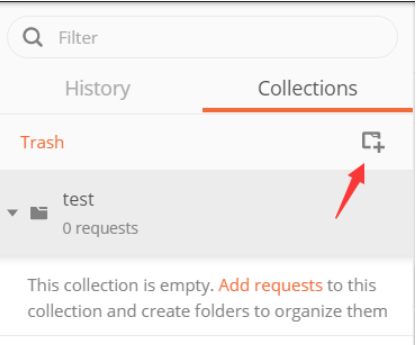 Filter
History Collections
Trash
test
0 requests
This collection is empty. Add requests to this
collection and create folders to organize them